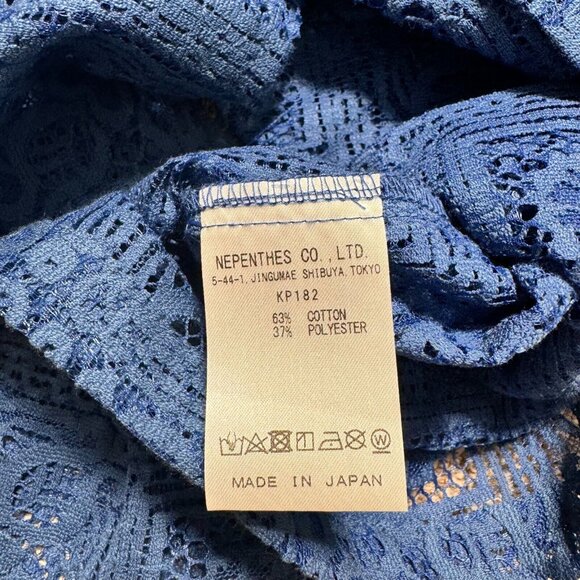 NEPENTHES CO.,LTD.
5-44-1, JINGUMAE SHIBUYA, TOKYO
KP182
63% COTTON
37% POLYESTER
W
MADE IN JAPAN